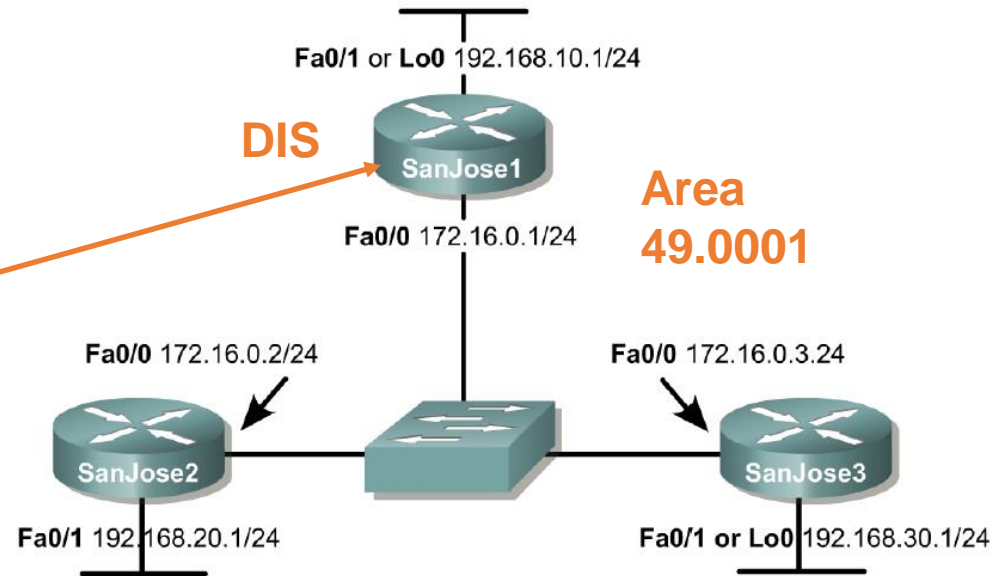 Fa0/1 or Lo0 192.168.10.1/24
DIS
SanJose1
Area
49.0001
Fa0/0 172.16.0.1/24
Fa0/0 172.16.0.2/24
Fa0/0 172.16.0.3.24
SanJose2
SanJose3
Fa0/1 192.168.20.1/24
Fa0/1 or Lo0 192.168.30.1/24